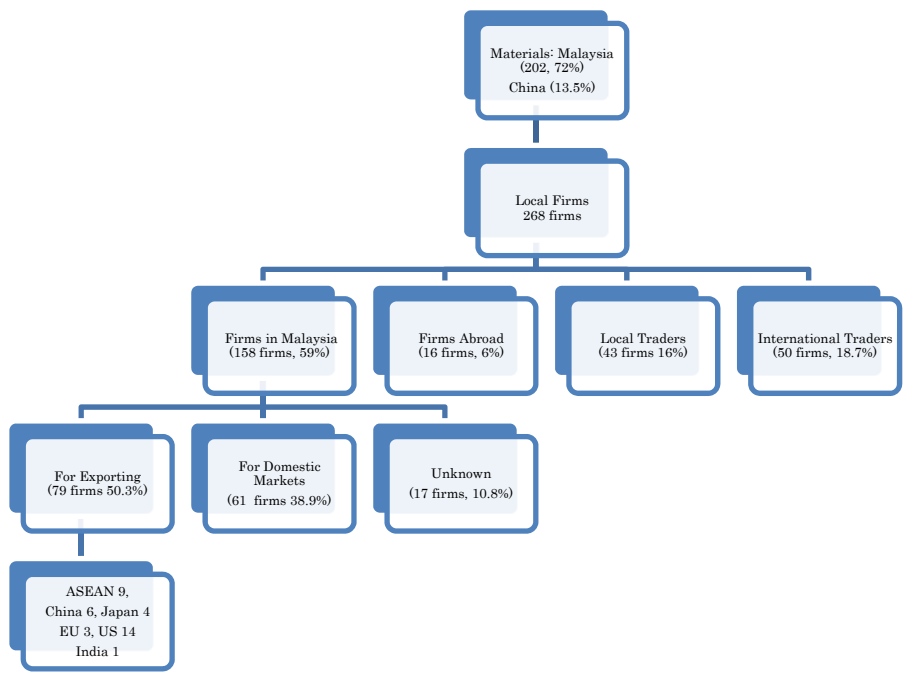 Materials: Malaysia
(202, 72%)
China (13.5%)
Local Firms
268 firms
Firms in Malaysia
(158 firms, 59%)
Firms Abroad
(16 firms, 6%)
Local Traders
(43 firms 16%)
International Traders
(50 firms, 18.7%)
For Exporting
(79 firms 50.3%)
For Domestic
Markets
(61 firms 38.9%)
Unknown
(17 firms, 10.8%)
ASEAN 9,
China 6, Japan 4
EU 3, US 14
India 1